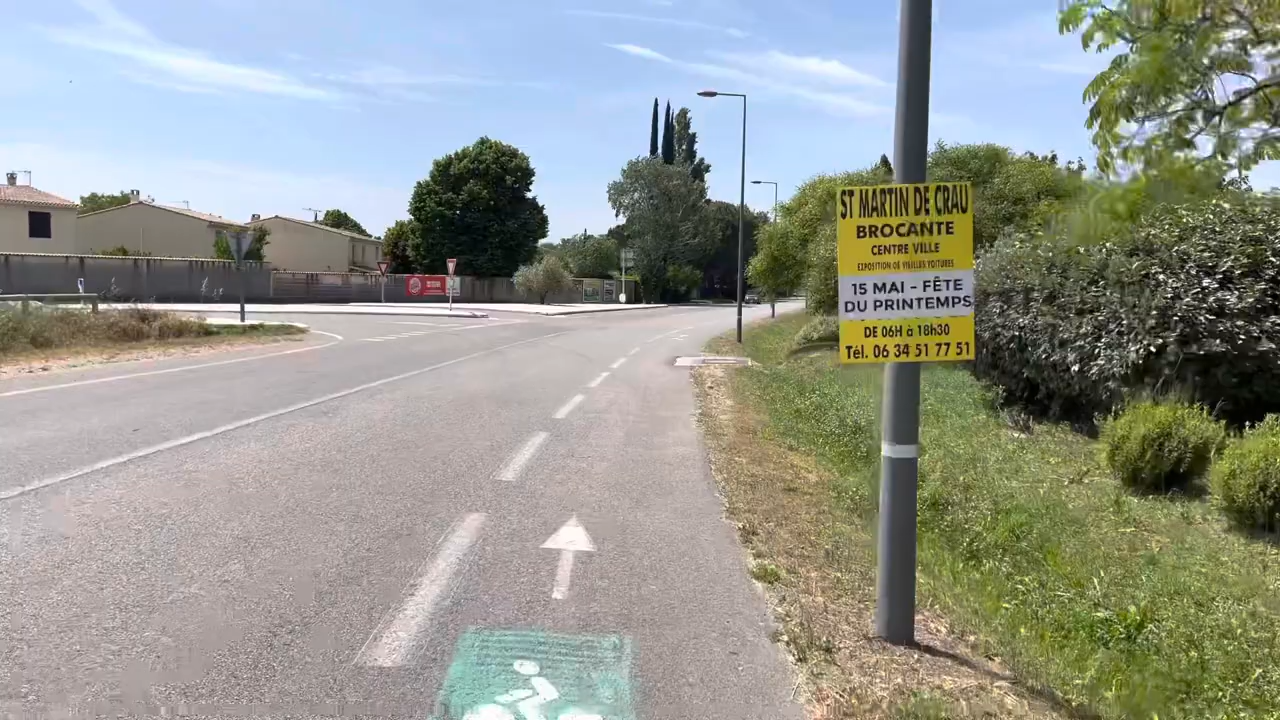 ST MARTIN DE CRAU
BROCANTE
CENTRE VILLE
EXPOSITION DE VIEILLES VOITURES
15 MAI - FÊTE
DU PRINTEMPS
DE 06H à 18h30
Tél. 06 34 51 77 51